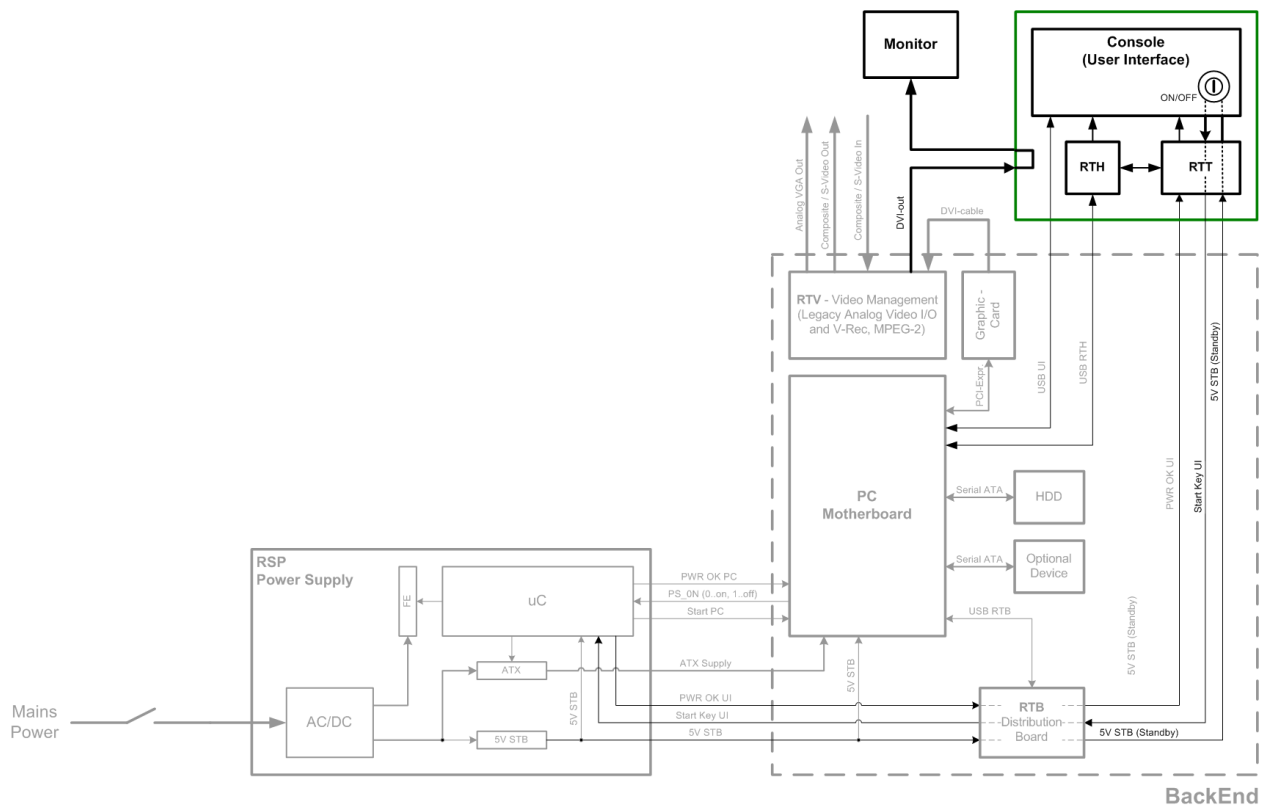 Monitor
Console
(User Interface)
ON/OFF
RTH
RTT
Analog VGA Out
Composite / S-Video Out
Composite / S-Video In
DVI-out
DVI-cable
RTV - Video Management
(Legacy Analog Video I/O
and V-Rec, MPEG-2)
Graphic -
Card
PCI-Expr.
USB UI
USB RTH
PWR OK UI
Start Key UI
5V STB (Standby)
PC
Motherboard
Serial ATA
HDD
Serial ATA
Optional
Device
USB RTB
5V STB (Standby)
RSP
Power Supply
FE
uC
PWR OK PC
PS_0N (0..on, 1..off)
Start PC
ATX
ATX Supply
5V STB
5V STB
Mains
Power
AC/DC
5V STB
PWR OK UI
Start Key UI
5V STB
RTB
Distribution
Board
5V STB (Standby)
BackEnd